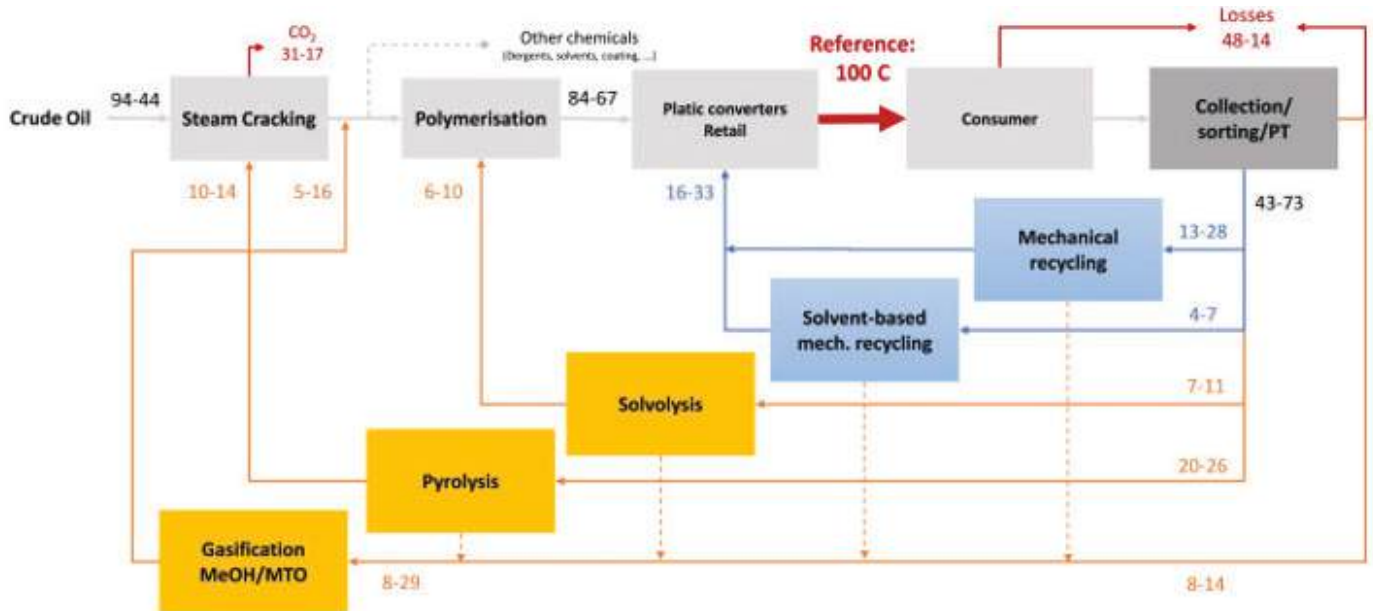 CO₂
31-17
Other chemicals
(Dergents, solvents, coating, ...)
Reference:
100 C
Losses
48-14
Crude Oil
94-44
Steam Cracking
Polymerisation
84-67
Platic converters
Retail
Consumer
Collection/
sorting/PT
10-14
5-16
6-10
16-33
43-73
Mechanical
recycling
13-28
Solvent-based
mech. recycling
4-7
Solvolysis
7-11
Pyrolysis
20-26
Gasification
MeOH/MTO
8-29
8-14